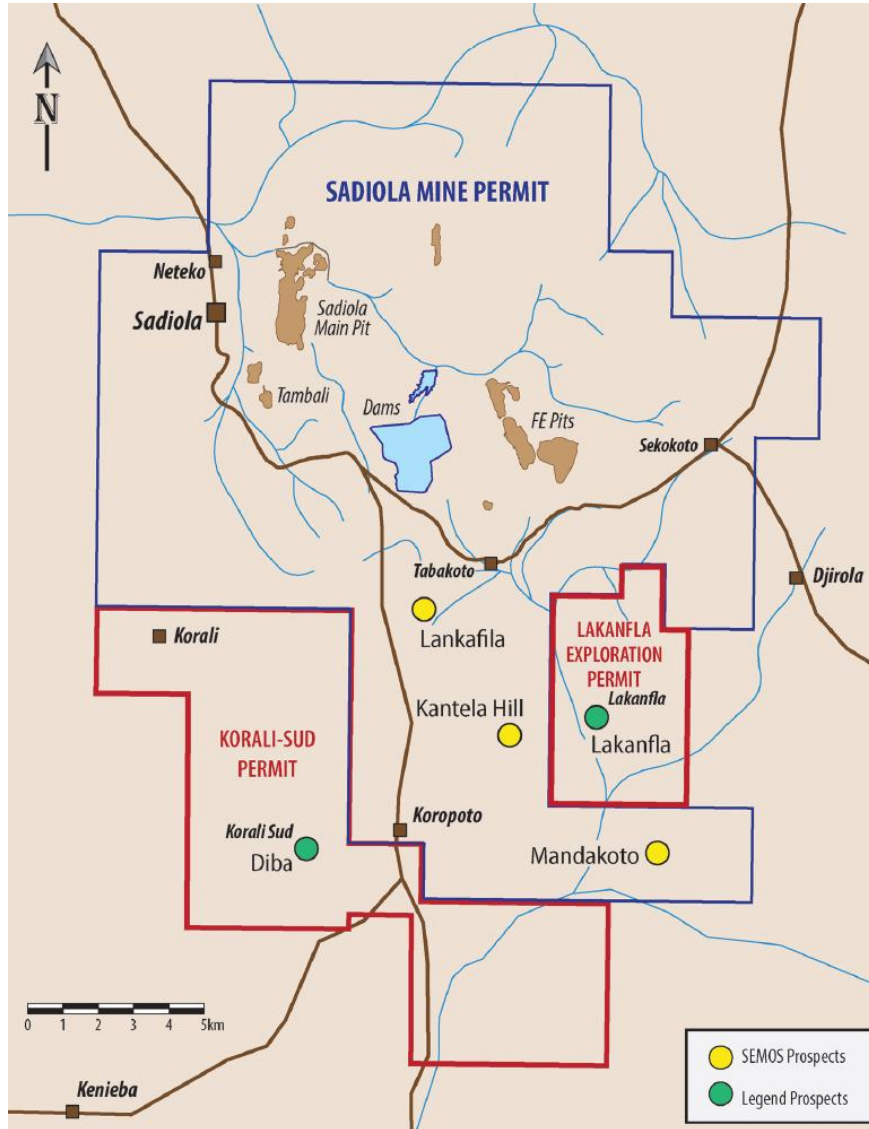 N
SADIOLA MINE PERMIT
Neteko
Sadiola
Sadiola
Main Pit
Tambali
Dams
FE Pits
Sekokoto
Tabakoto
Djirola
Korali
Lankafila
LAKANFLA
EXPLORATION
PERMIT
Kantela Hill
Lakanfla
Lakanfla
KORALI-SUD
PERMIT
Koropoto
Korali Sud
Diba
Mandakoto
0 1 2 3 4 5km
Kenieba
SEMOS Prospects
Legend Prospects